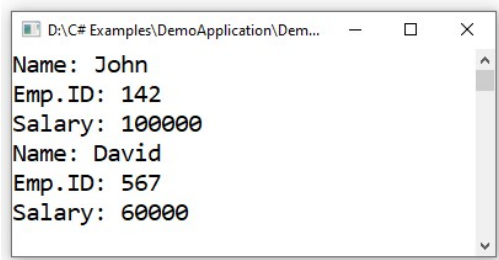 D:\C# Examples\DemoApplication\Dem...
Name: John
Emp.ID: 142
Salary: 100000
Name: David
Emp.ID: 567
Salary: 60000